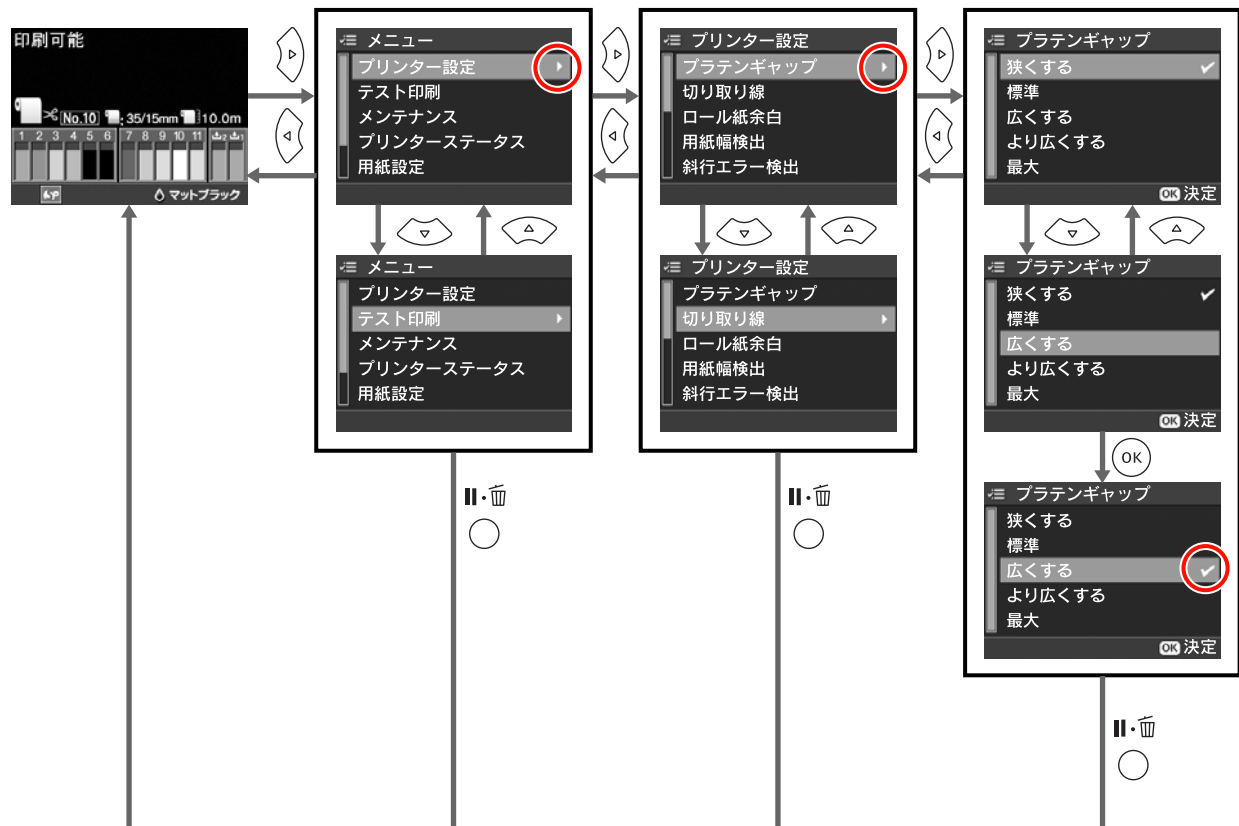 印刷可能
No.10 : 35/15mm 10.0m
1 2 3 4 5 6 7 8 9 10 11 2 1
マットブラック
メニュー
プリンター設定
テスト印刷
メンテナンス
プリンターステータス
用紙設定
メニュー
プリンター設定
テスト印刷
メンテナンス
プリンターステータス
用紙設定
プリンター設定
プラテンギャップ
切り取り線
ロール紙余白
用紙幅検出
斜行エラー検出
プリンター設定
プラテンギャップ
切り取り線
ロール紙余白
用紙幅検出
斜行エラー検出
プラテンギャップ
狭くする
標準
広くする
より広くする
最大
OK 決定
プラテンギャップ
狭くする
標準
広くする
より広くする
最大
OK 決定
OK
プラテンギャップ
狭くする
標準
広くする
より広くする
最大
OK 決定